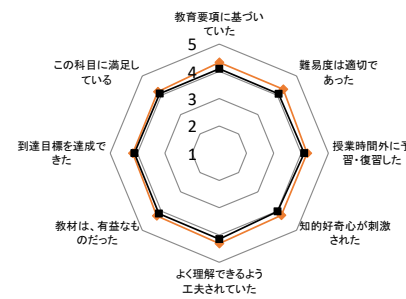 教育要項に基づい
ていた
難易度は適切で
あった
授業時間外に予
習・復習した
知的好奇心が刺激
された
よく理解できるよう
工夫されていた
教材は、有益なも
のだった
到達目標を達成で
きた
この科目に満足し
ている
5
4
3
2
1